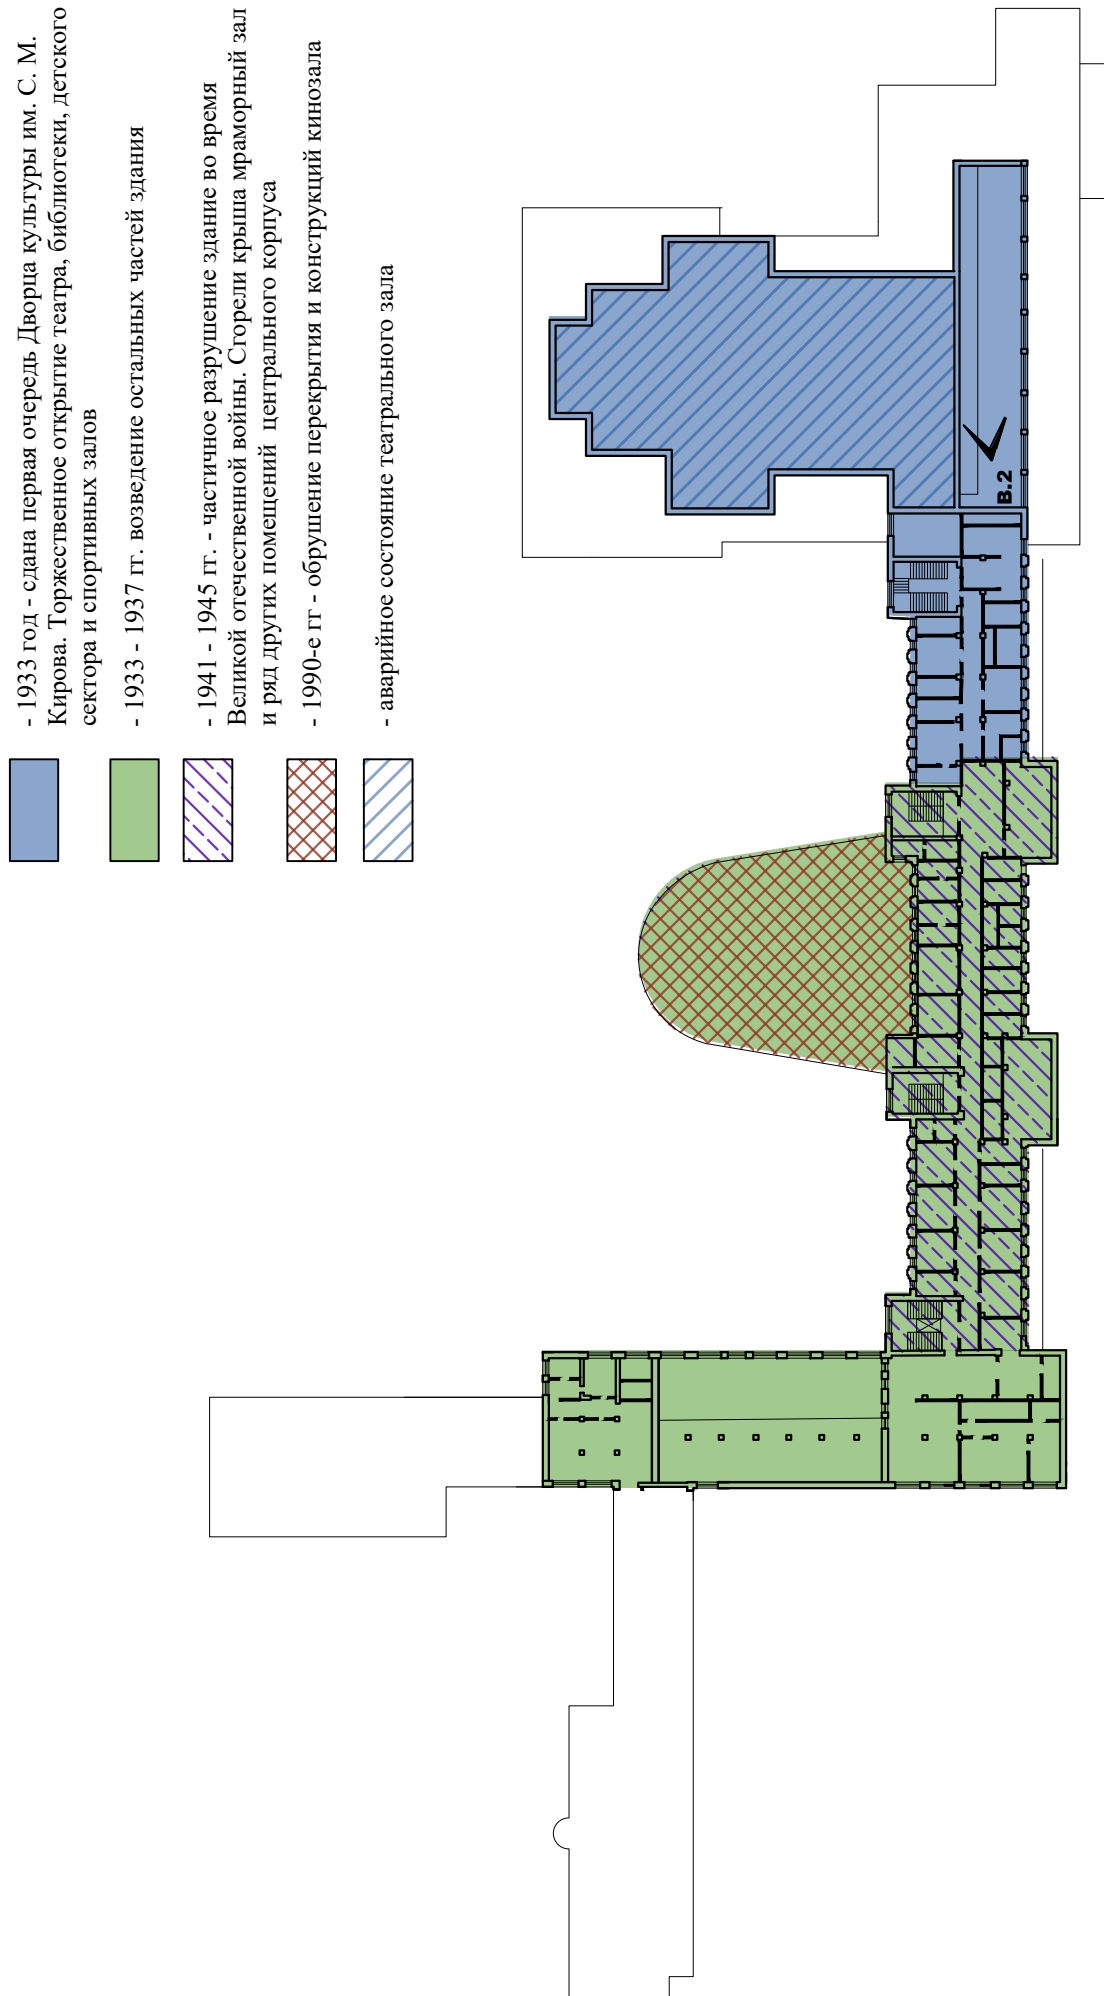 - 1933 год - сдана первая очередь Дворца культуры им. С. М.
Кирова. Торжественное открытие театра, библиотеки, детского
сектора и спортивных залов
- 1933 - 1937 гг. возведение остальных частей здания
- 1941 - 1945 гг. - частичное разрушение здание во время
Великой отечественной войны. Сгорели крыша мраморный зал
и ряд других помещений центрального корпуса
- 1990-е гг - обрушение перекрытия и конструкций кинозала
- аварийное состояние театрального зала
В.2